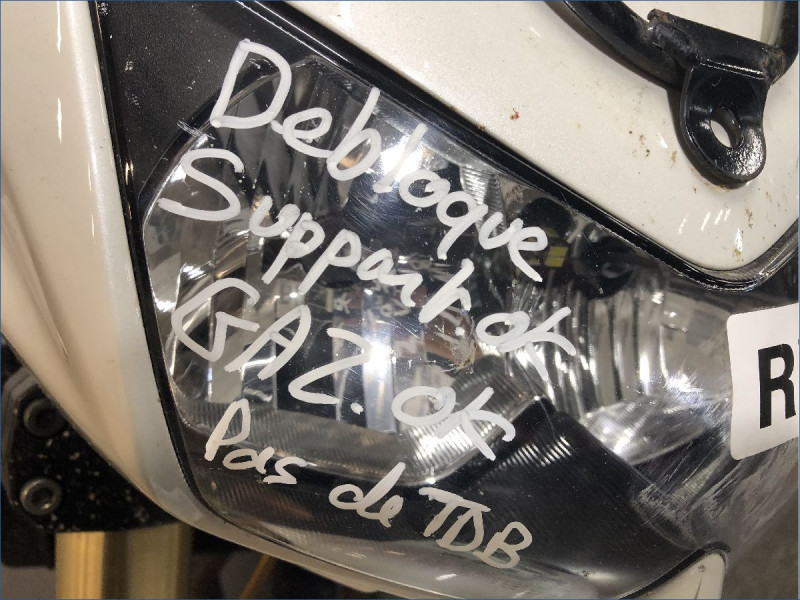 Debloque
Support.ok
GAZ.ok
Pas de TDB
R